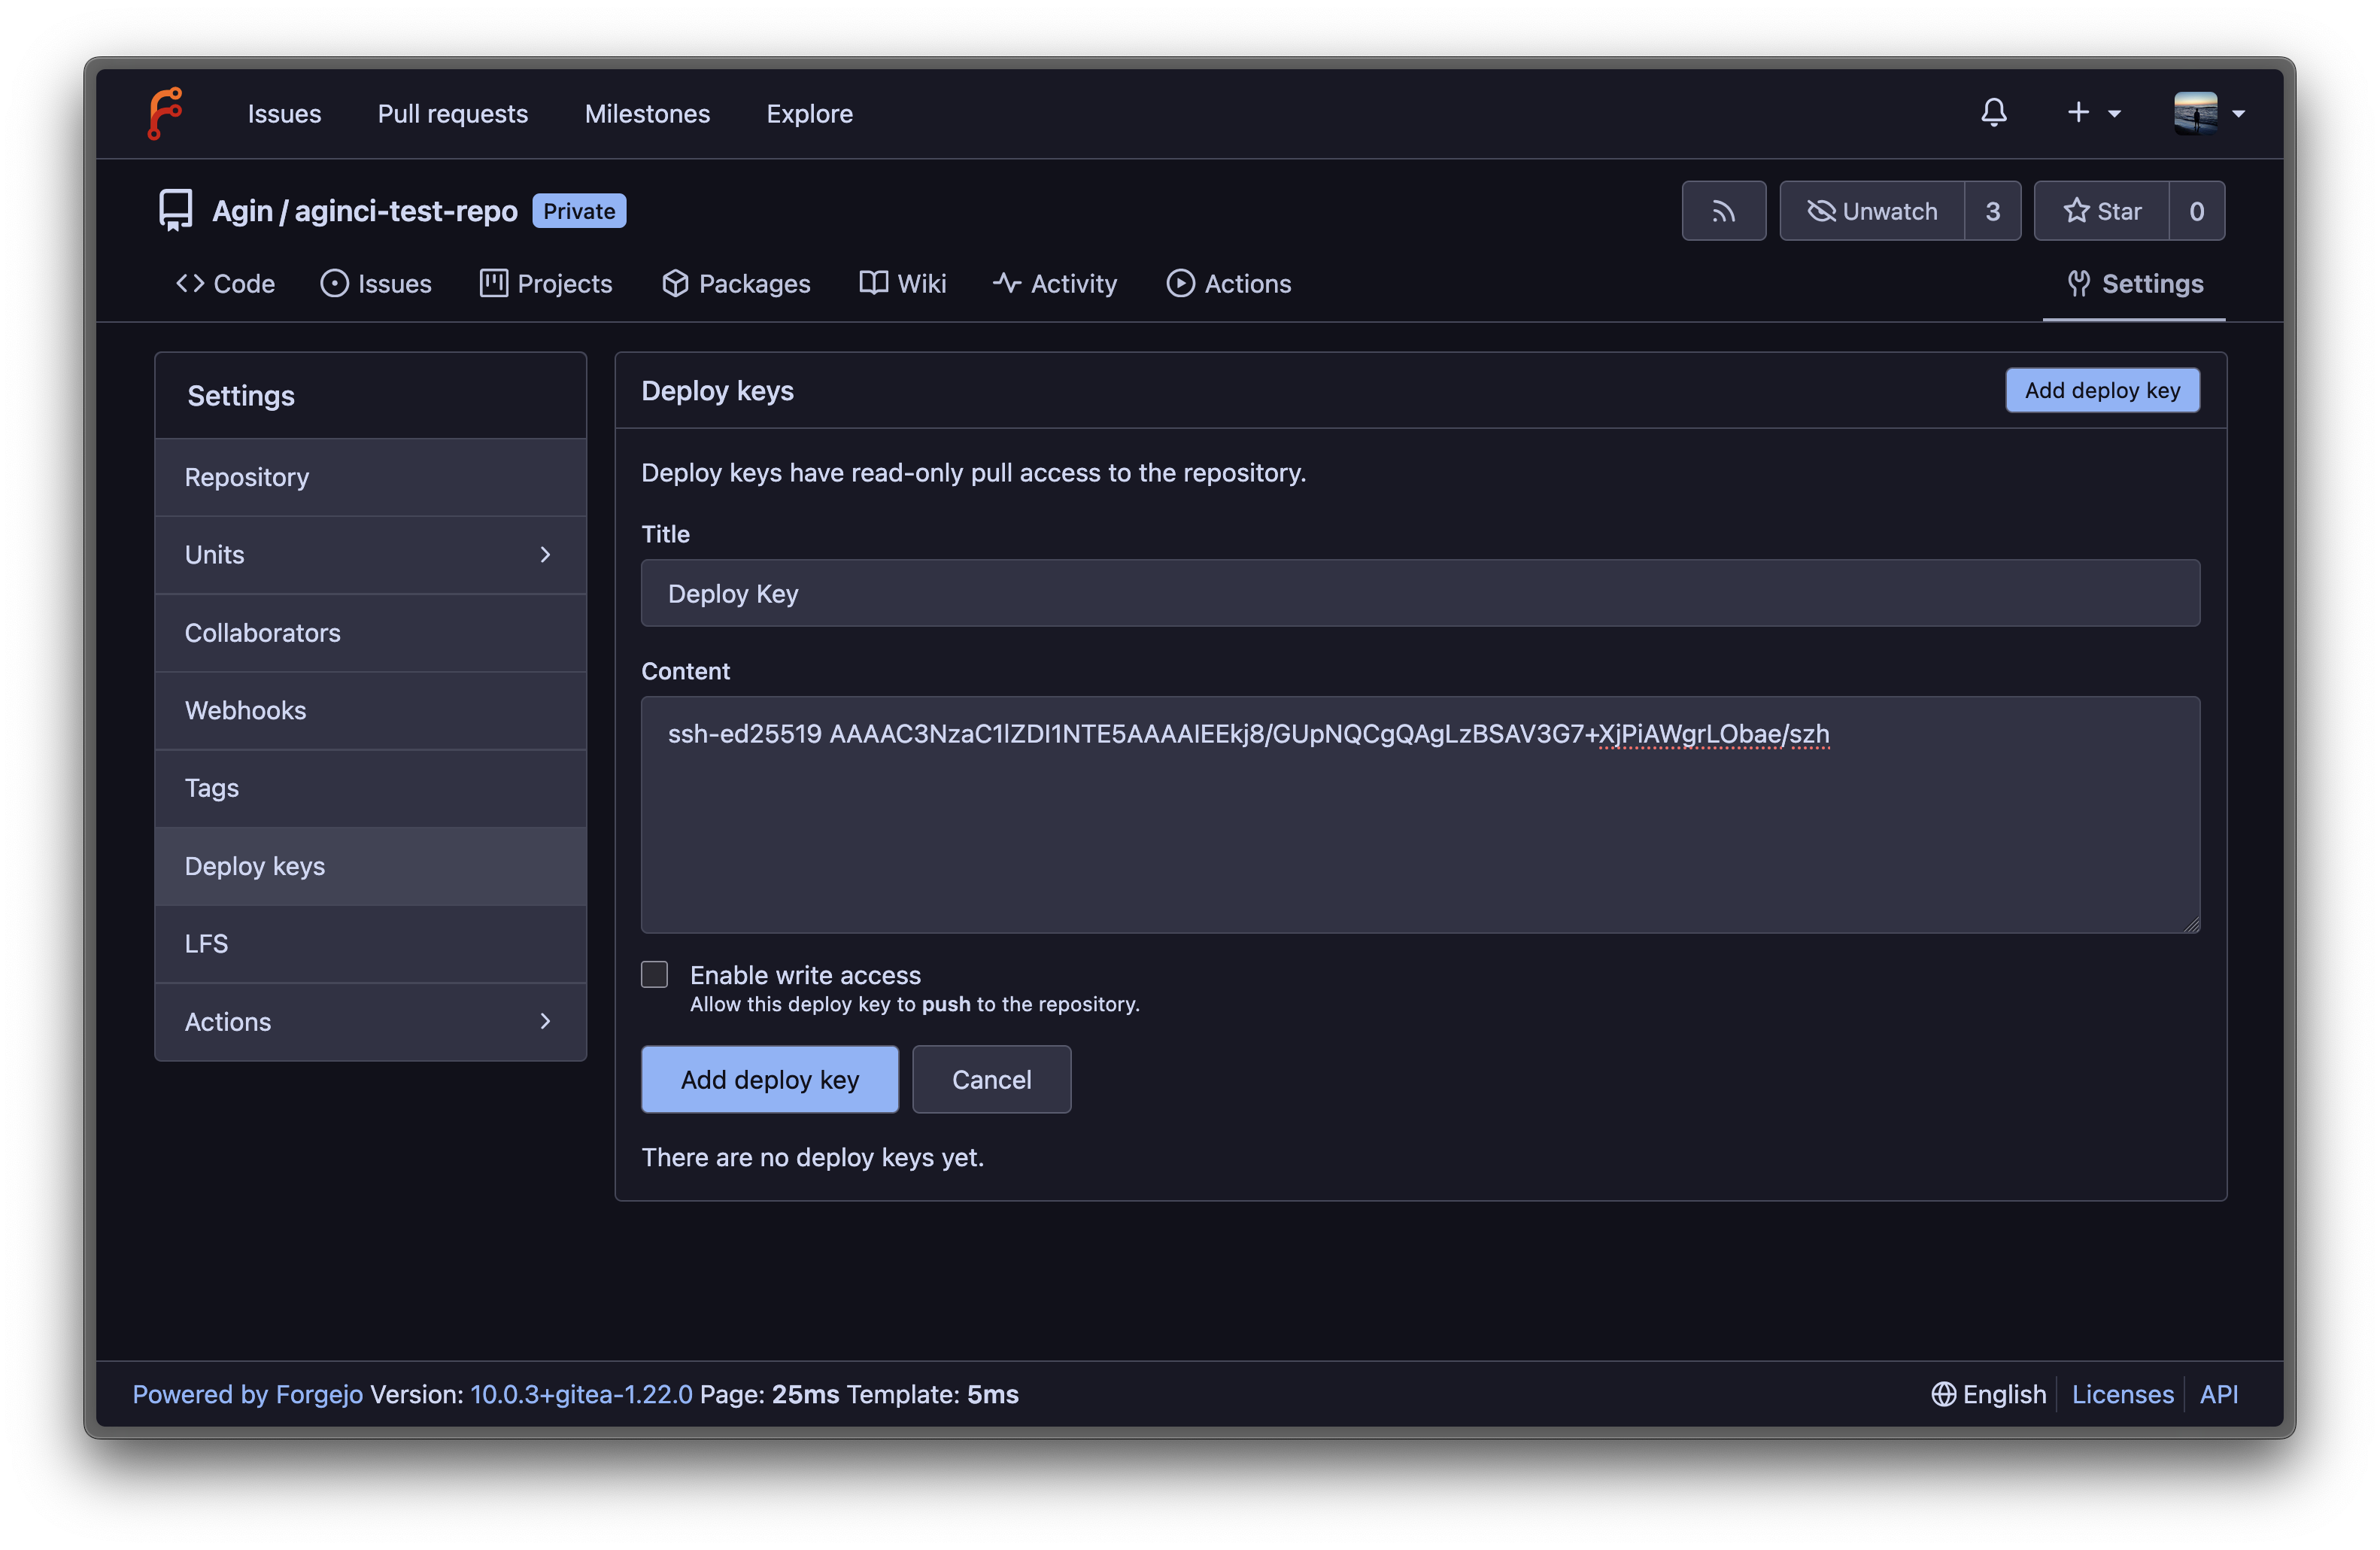 Issues Pull requests Milestones Explore
Agin / aginci-test-repo Private Unwatch 3 Star 0
Code Issues Projects Packages Wiki Activity Actions Settings
Settings
Repository
Units
Collaborators
Webhooks
Tags
Deploy keys
LFS
Actions
Deploy keys Add deploy key
Deploy keys have read-only pull access to the repository.
Title
Deploy Key
Content
ssh-ed25519 AAAAC3NzaC1lZDI1NTE5AAAAIEEkj8/GUpNQCgQAgLzBSAV3G7+XjPiAWgrLObae/szh
Enable write access
Allow this deploy key to push to the repository.
Add deploy key Cancel
There are no deploy keys yet.
Powered by Forgejo Version: 10.0.3+gitea-1.22.0 Page: 25ms Template: 5ms
English Licenses API